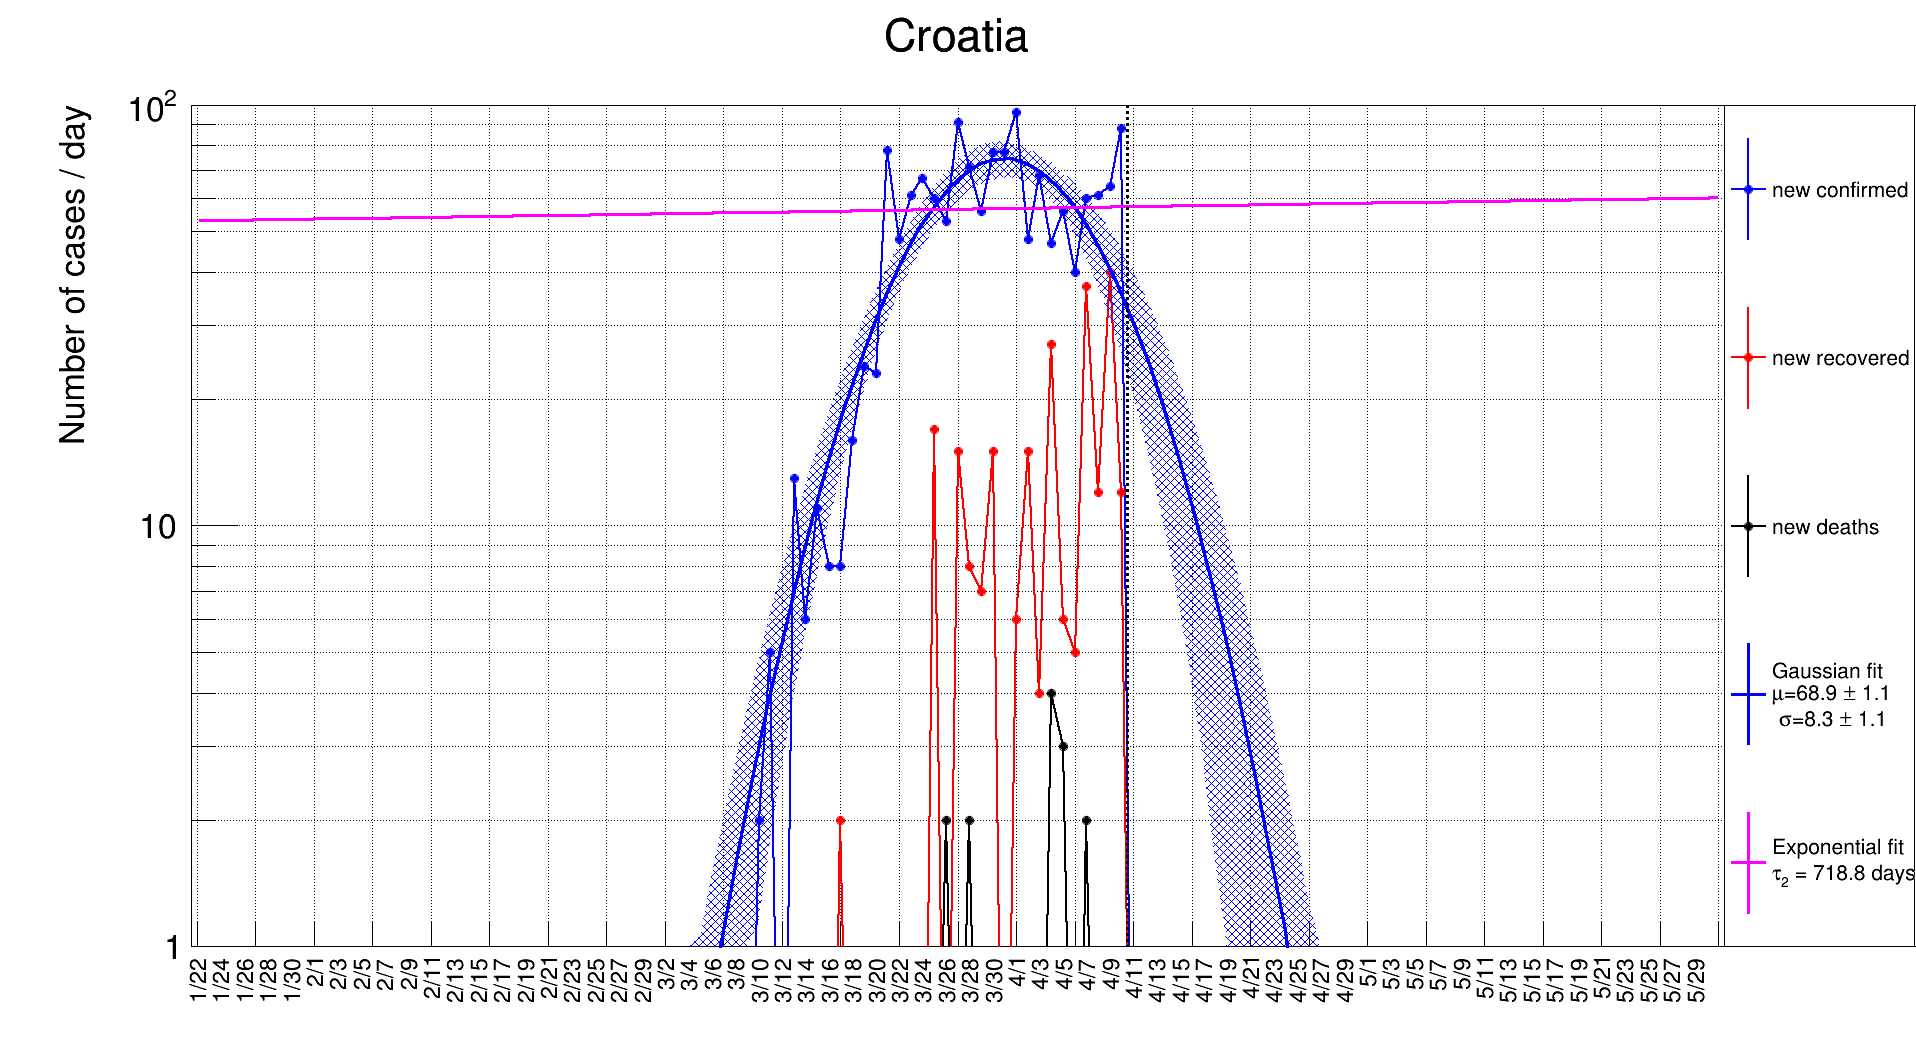 Croatia
Number of cases / day
10²
10
1
1/22 1/24 1/26 1/28 1/30 2/1 2/3 2/5 2/7 2/9 2/11 2/13 2/15 2/17 2/19 2/21 2/23 2/25 2/27 2/29 3/2 3/4 3/6 3/8 3/10 3/12 3/14 3/16 3/18 3/20 3/22 3/24 3/26 3/28 3/30 4/1 4/3 4/5 4/7 4/9 4/11 4/13 4/15 4/17 4/19 4/21 4/23 4/25 4/27 4/29 5/1 5/3 5/5 5/7 5/9 5/11 5/13 5/15 5/17 5/19 5/21 5/23 5/25 5/27 5/29
new confirmed
new recovered
new deaths
Gaussian fit
μ=68.9 ± 1.1
σ=8.3 ± 1.1
Exponential fit
τ₂ = 718.8 days